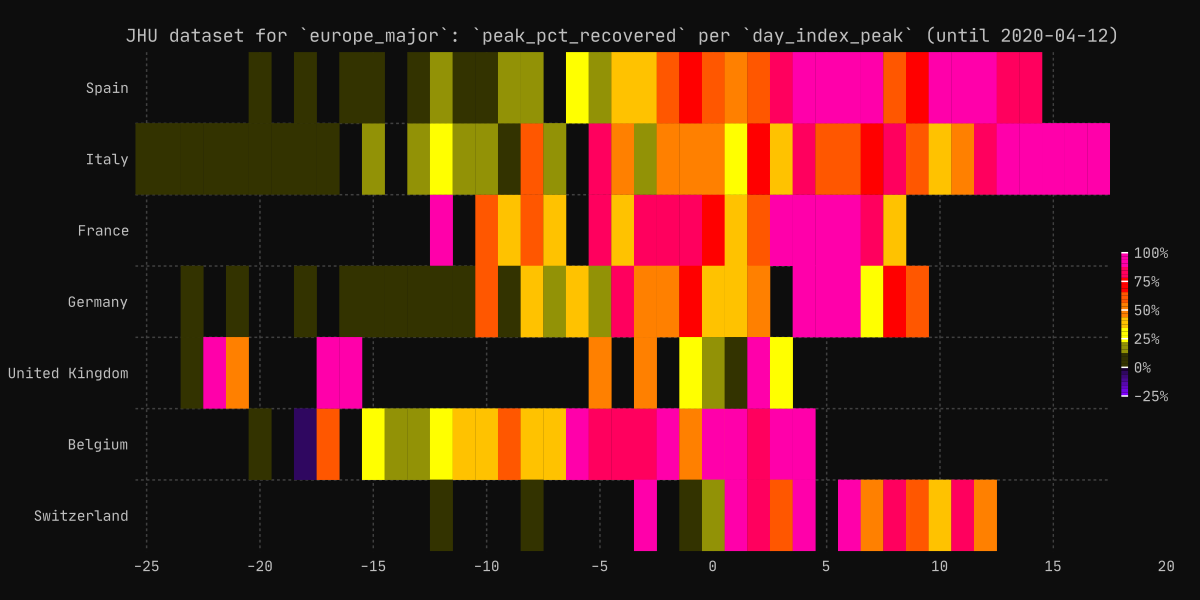 JHU dataset for `europe_major`: `peak_pct_recovered` per `day_index_peak` (until 2020-04-12)
Spain
Italy
France
Germany
United Kingdom
Belgium
Switzerland
100%
75%
50%
25%
0%
-25%
-25 -20 -15 -10 -5 0 5 10 15 20